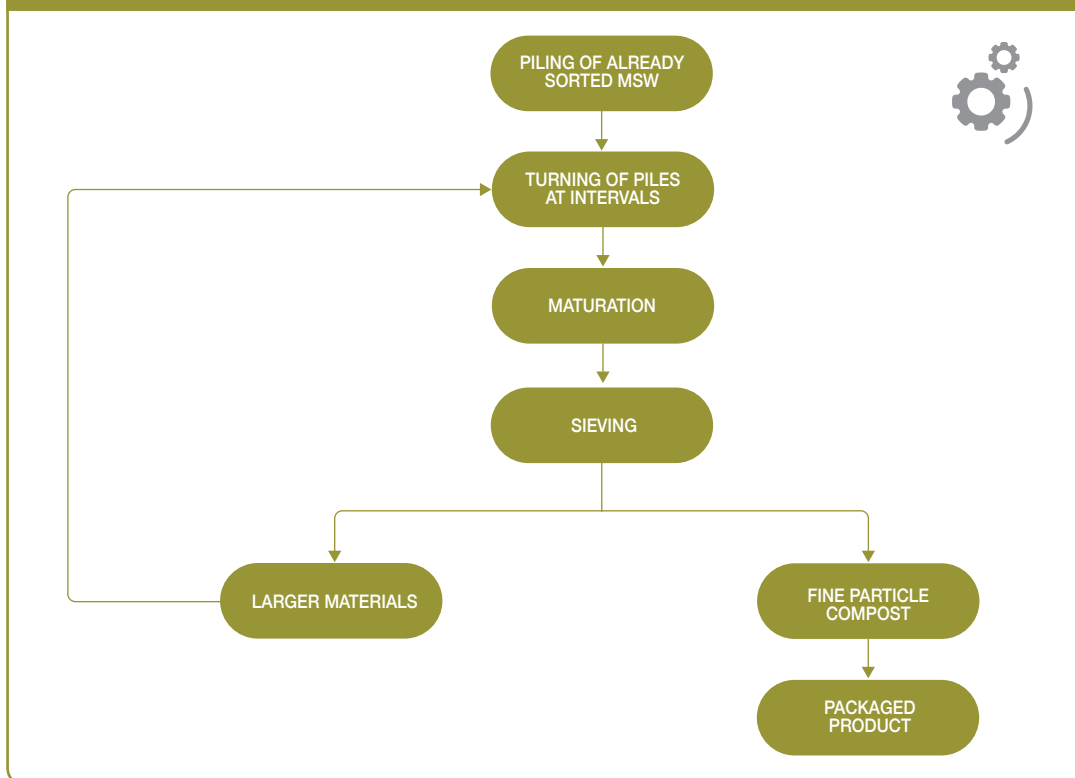 PILING OF ALREADY
SORTED MSW
TURNING OF PILES
AT INTERVALS
MATURATION
SIEVING
LARGER MATERIALS
FINE PARTICLE
COMPOST
PACKAGED
PRODUCT